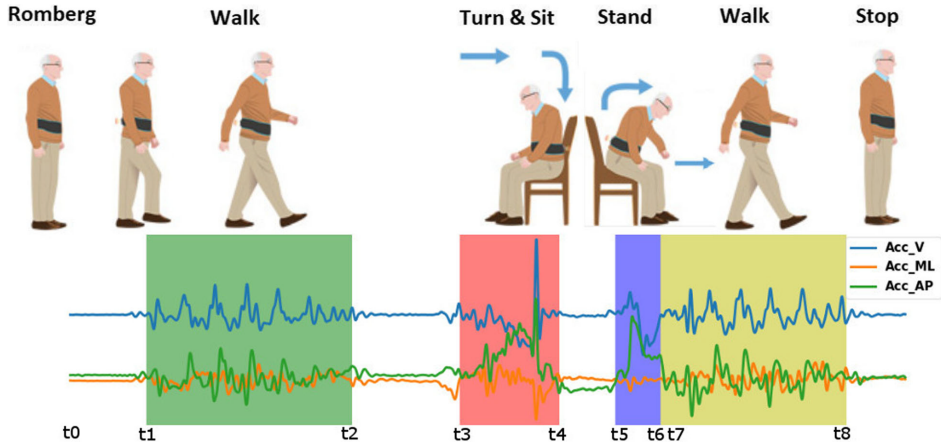 Romberg Walk Turn & Sit Stand Walk Stop
Acc_V
Acc_ML
Acc_AP
t0 t1 t2 t3 t4 t5 t6 t7 t8